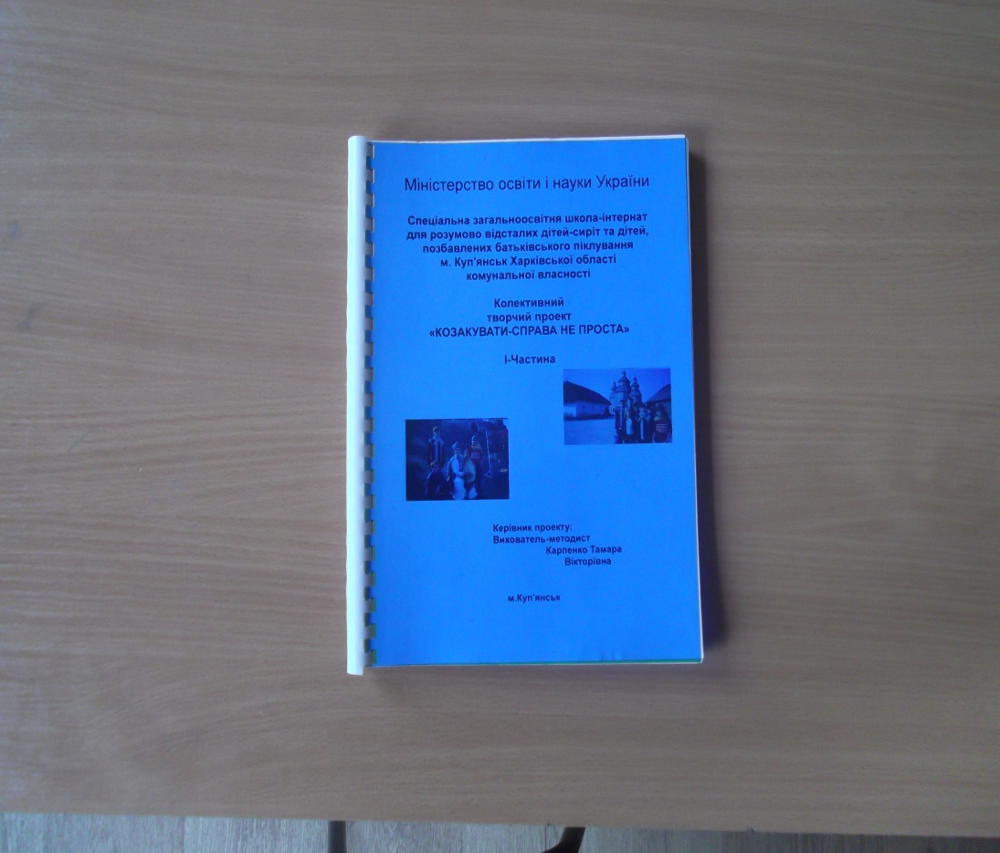 Міністерство освіти і науки України
Спеціальна загальноосвітня школа-інтернат
для розумово відсталих дітей-сиріт та дітей,
позбавлених батьківського піклування
м. Куп'янськ Харківської області
комунальної власності
Колективний
творчий проект
«КОЗАКУВАТИ-СПРАВА НЕ ПРОСТА»
І-Частина
Керівник проекту:
Вихователь-методист
Карпенко Тамара
Вікторівна
м.Куп'янськ